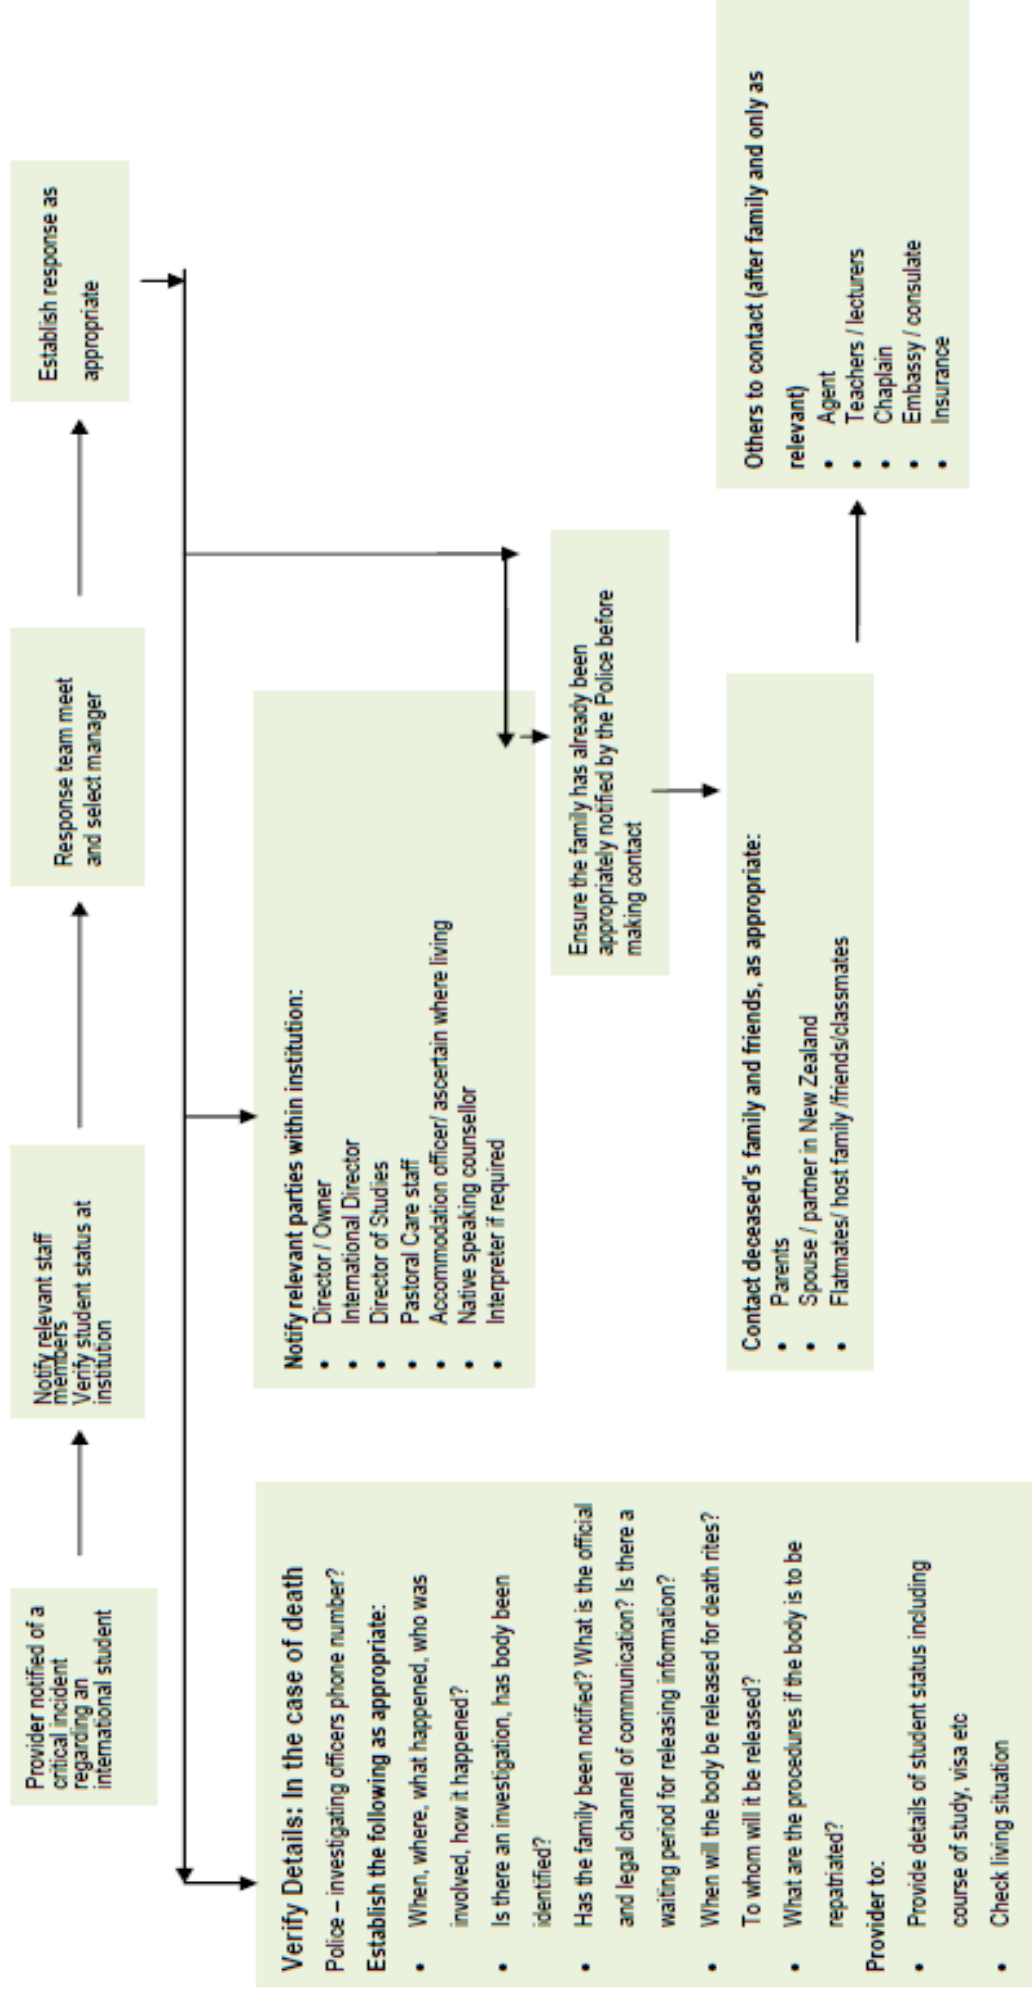 Provider notified of a
critical incident
regarding an
international student
Notify relevant staff
members
Verify student status at
institution
Response team meet
and select manager
Establish response as
appropriate
Verify Details: In the case of death
Police – investigating officers phone number?
Establish the following as appropriate:
• When, where, what happened, who was
involved, how it happened?
• Is there an investigation, has body been
identified?
• Has the family been notified? What is the official
and legal channel of communication? Is there a
waiting period for releasing information?
• When will the body be released for death rites?
To whom will it be released?
• What are the procedures if the body is to be
repatriated?
Provider to:
• Provide details of student status including
course of study, visa etc
• Check living situation
Notify relevant parties within institution:
• Director / Owner
• International Director
• Director of Studies
• Pastoral Care staff
• Accommodation officer/ ascertain where living
• Native speaking counsellor
• Interpreter if required
Ensure the family has already been
appropriately notified by the Police before
making contact
Contact deceased's family and friends, as appropriate:
• Parents
• Spouse / partner in New Zealand
• Flatmates/ host family /friends/classmates
Others to contact (after family and only as
relevant)
• Agent
• Teachers / lecturers
• Chaplain
• Embassy / consulate
• Insurance